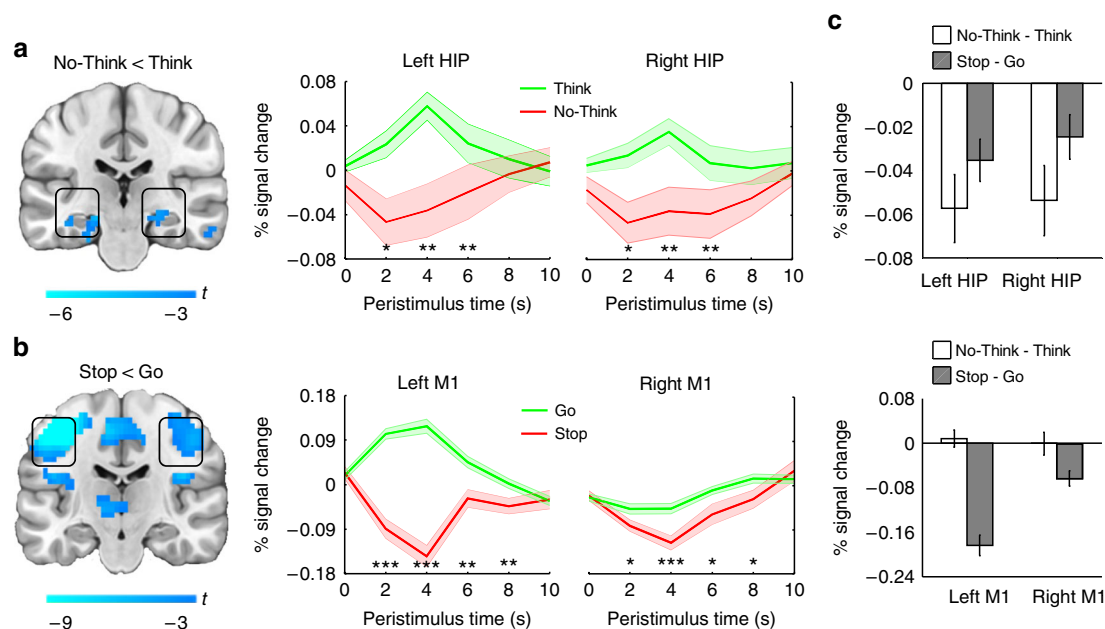 a
No-Think < Think
−6
−3
t
Left HIP
Right HIP
Think
No-Think
% signal change
0.08
0.04
0
−0.04
−0.08
* ** **
* ** **
0 2 4 6 8 10
0 2 4 6 8 10
Peristimulus time (s)
Peristimulus time (s)
b
Stop < Go
−9
−3
t
Left M1
Right M1
Go
Stop
% signal change
0.18
0.09
0
−0.09
−0.18
*** *** ** **
* *** * *
0 2 4 6 8 10
0 2 4 6 8 10
Peristimulus time (s)
Peristimulus time (s)
c
No-Think - Think
Stop - Go
% signal change
0
−0.02
−0.04
−0.06
−0.08
Left HIP Right HIP
No-Think - Think
Stop - Go
% signal change
0
−0.08
−0.16
−0.24
Left M1 Right M1